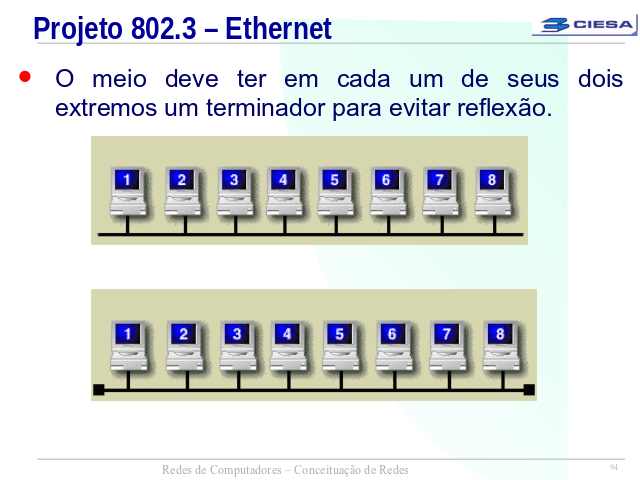 Projeto 802.3 – Ethernet
CIESA
O meio deve ter em cada um de seus dois
extremos um terminador para evitar reflexão.
1 2 3 4 5 6 7 8
1 2 3 4 5 6 7 8
Redes de Computadores – Conceituação de Redes
94